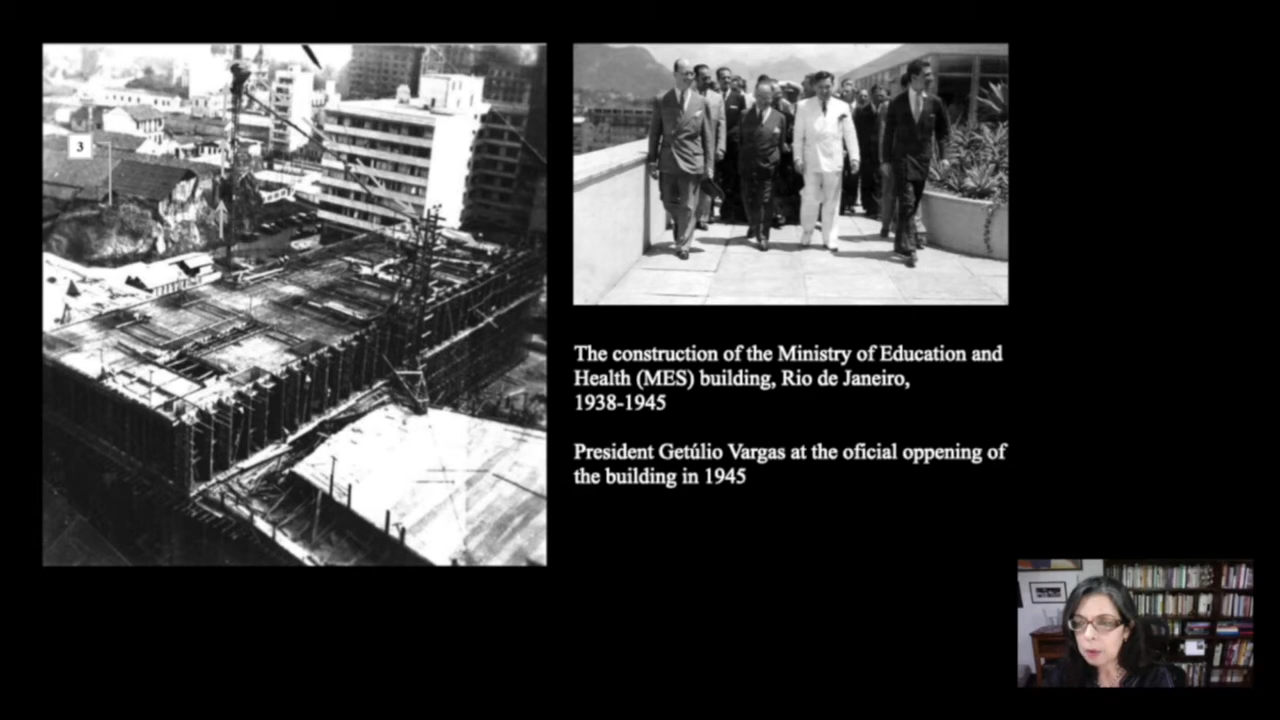 3
The construction of the Ministry of Education and
Health (MES) building, Rio de Janeiro,
1938-1945
President Getúlio Vargas at the oficial oppening of
the building in 1945